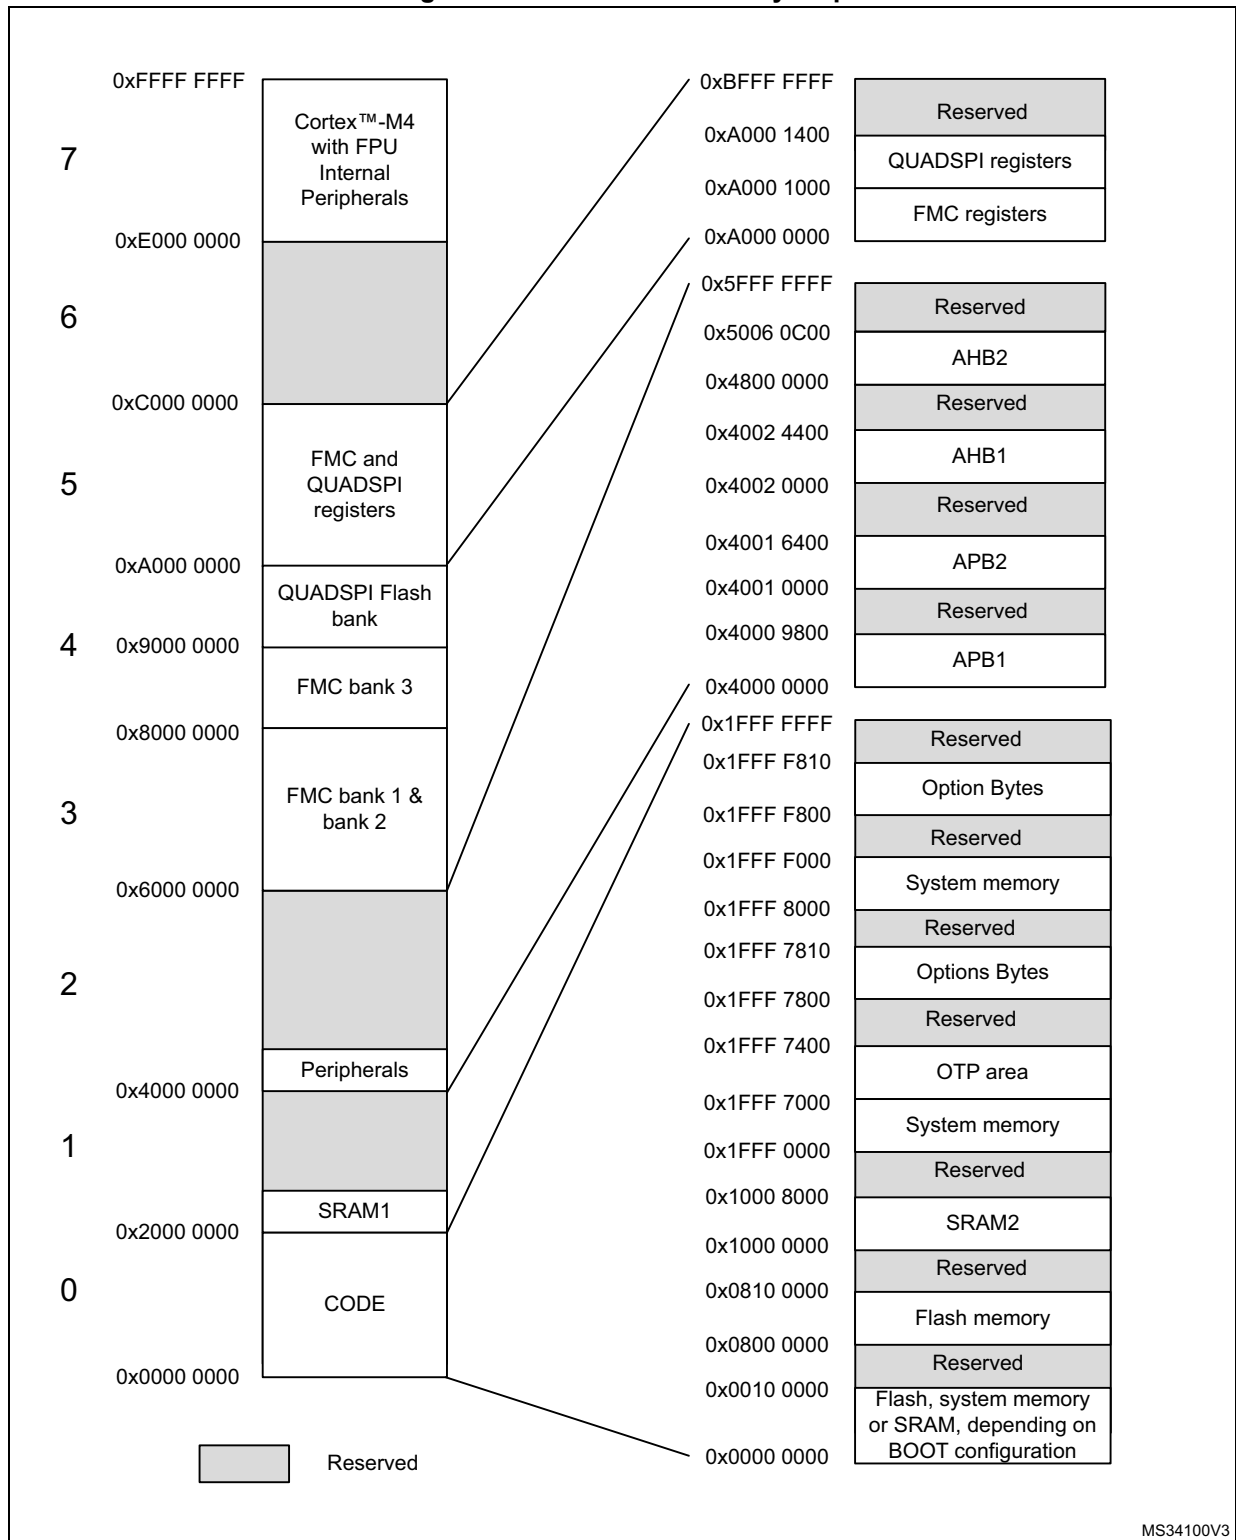 0xFFFF FFFF
Cortex™-M4
with FPU
Internal
Peripherals
7
0xE000 0000
6
0xC000 0000
FMC and
QUADSPI
registers
5
0xA000 0000
QUADSPI Flash
bank
4
0x9000 0000
FMC bank 3
0x8000 0000
FMC bank 1 &
bank 2
3
0x6000 0000
2
Peripherals
0x4000 0000
1
SRAM1
0x2000 0000
0
CODE
0x0000 0000
Reserved
0xBFFF FFFF
Reserved
0xA000 1400
QUADSPI registers
0xA000 1000
FMC registers
0xA000 0000
0x5FFF FFFF
Reserved
0x5006 0C00
AHB2
0x4800 0000
Reserved
0x4002 4400
AHB1
0x4002 0000
Reserved
0x4001 6400
APB2
0x4001 0000
Reserved
0x4000 9800
APB1
0x4000 0000
0x1FFF FFFF
Reserved
0x1FFF F810
Option Bytes
0x1FFF F800
Reserved
0x1FFF F000
System memory
0x1FFF 8000
Reserved
0x1FFF 7810
Options Bytes
0x1FFF 7800
Reserved
0x1FFF 7400
OTP area
0x1FFF 7000
System memory
0x1FFF 0000
Reserved
0x1000 8000
SRAM2
0x1000 0000
Reserved
0x0810 0000
Flash memory
0x0800 0000
Reserved
0x0010 0000
Flash, system memory
or SRAM, depending on
BOOT configuration
0x0000 0000
MS34100V3